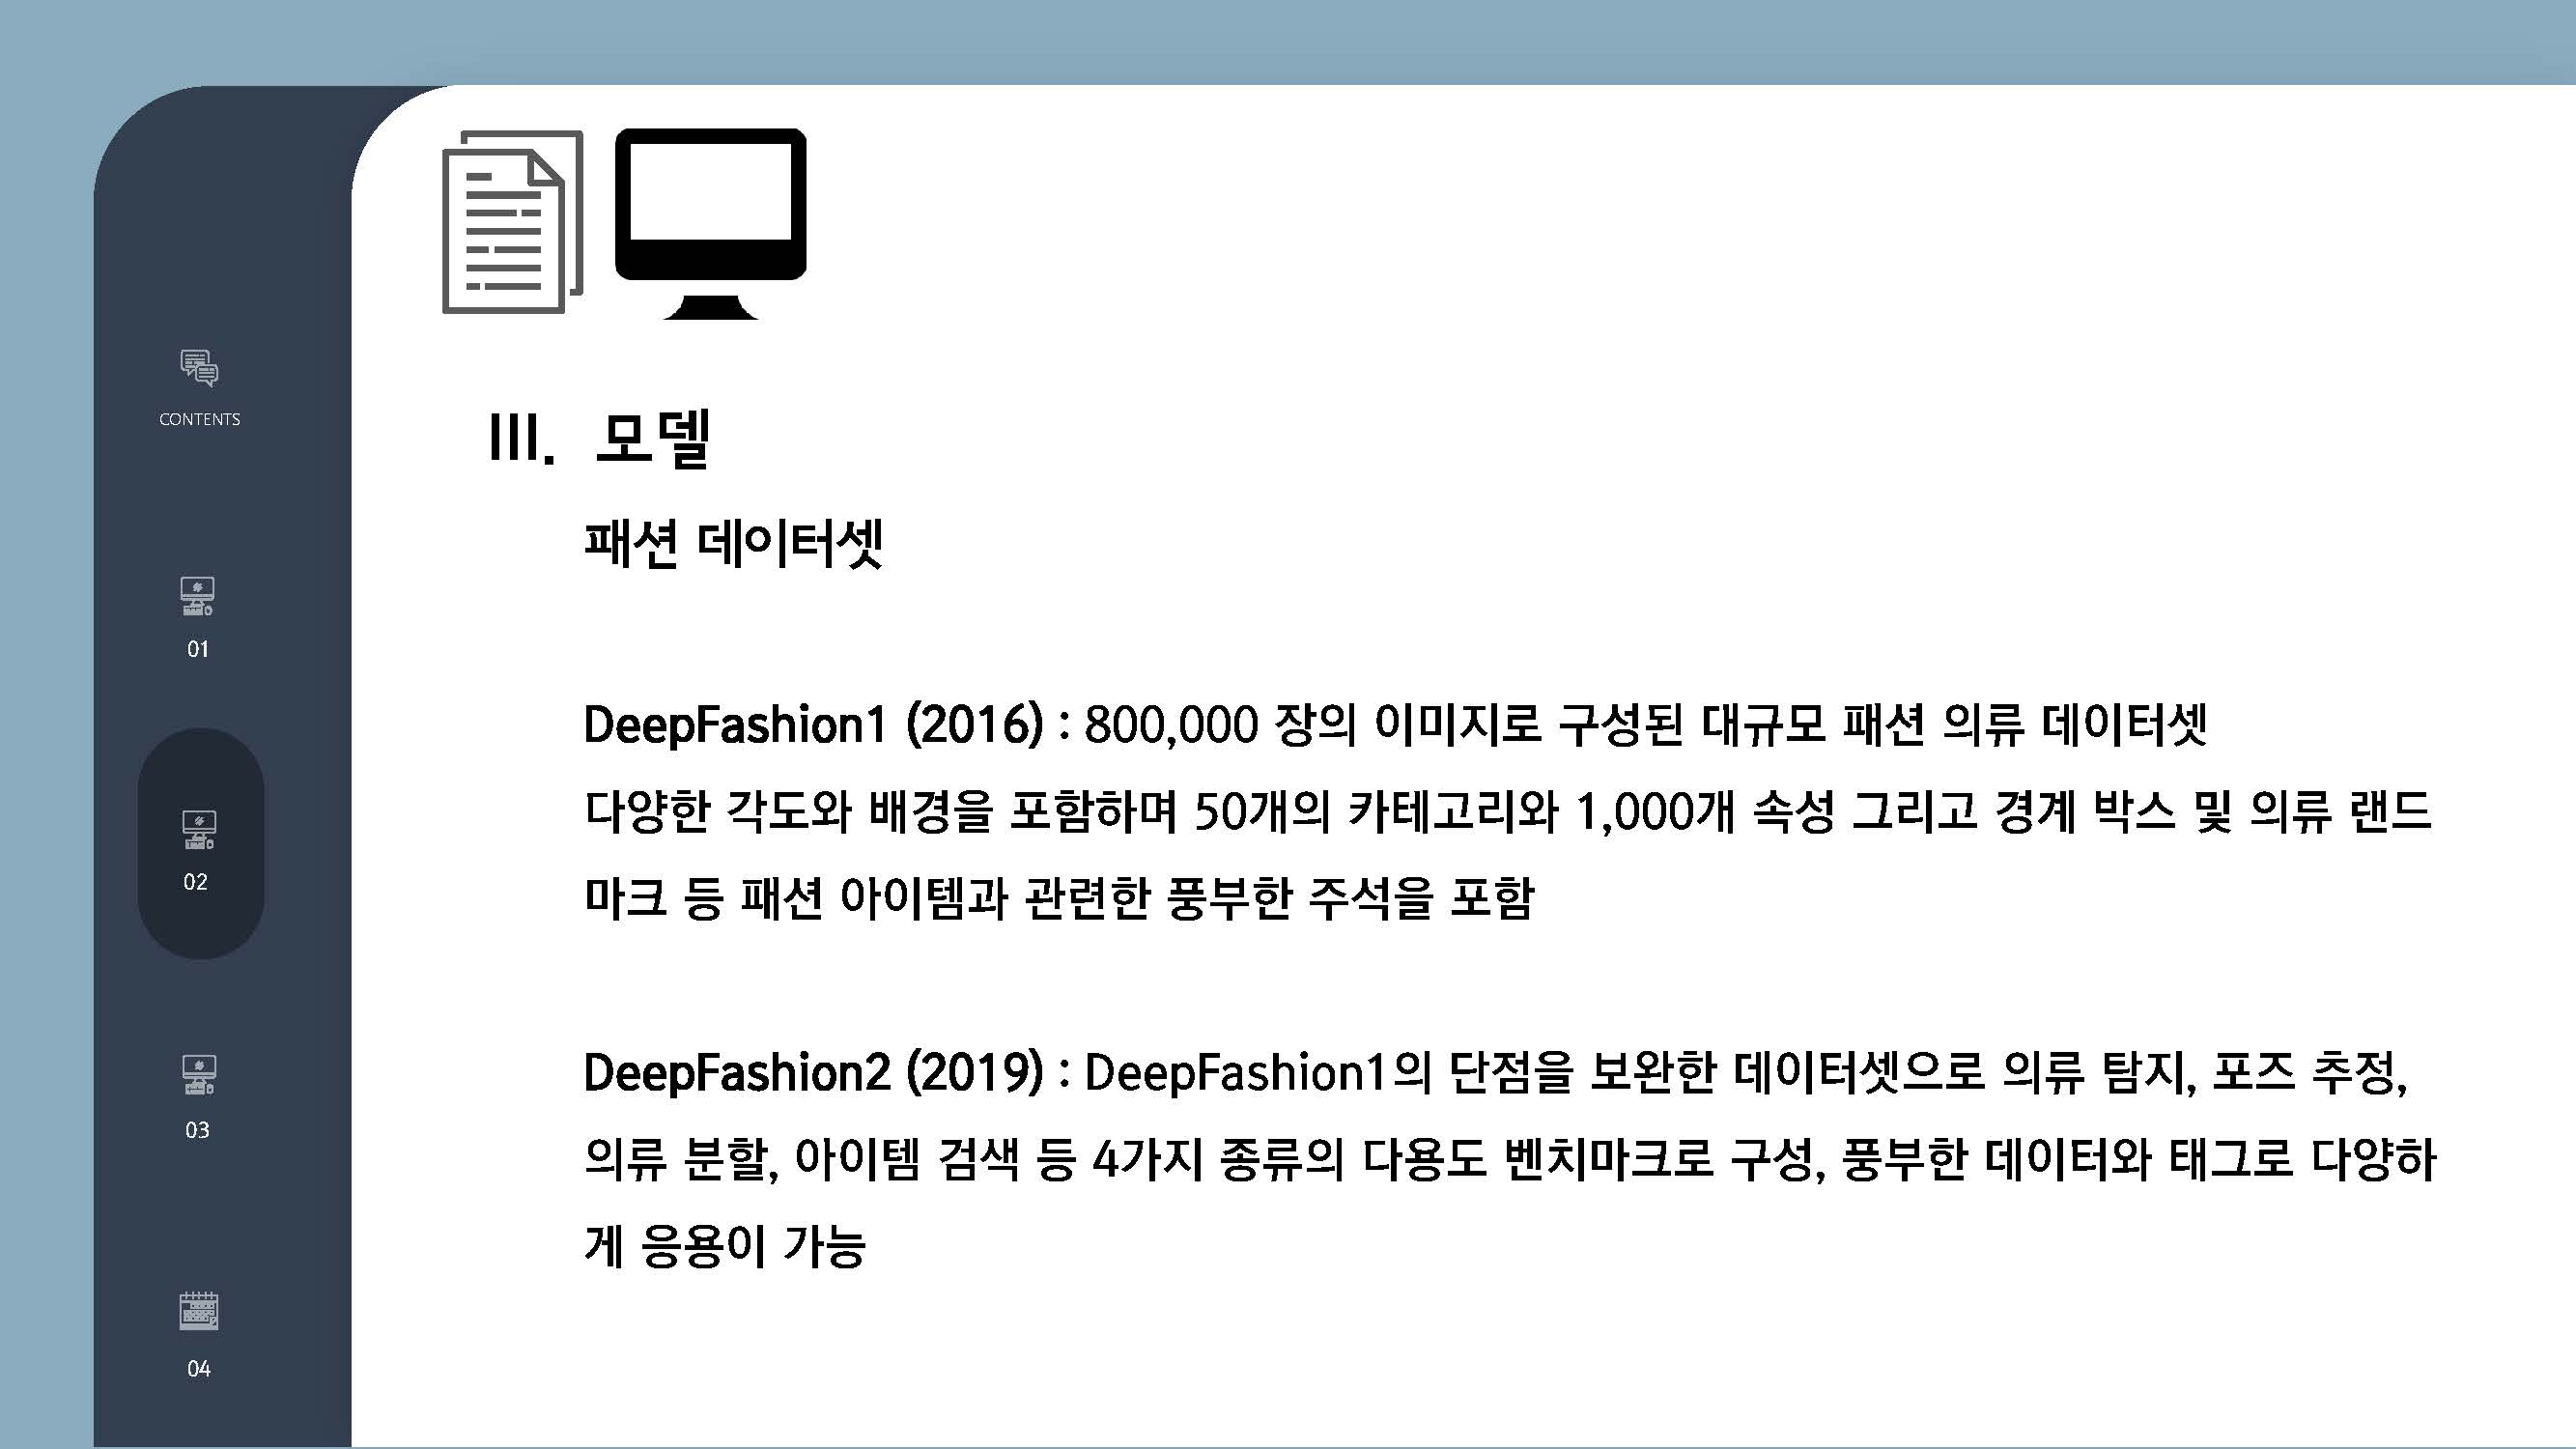 CONTENTS
01
02
03
04
III. 모델
패션 데이터셋
DeepFashion1 (2016) : 800,000 장의 이미지로 구성된 대규모 패션 의류 데이터셋
다양한 각도와 배경을 포함하며 50개의 카테고리와 1,000개 속성 그리고 경계 박스 및 의류 랜드
마크 등 패션 아이템과 관련한 풍부한 주석을 포함
DeepFashion2 (2019) : DeepFashion1의 단점을 보완한 데이터셋으로 의류 탐지, 포즈 추정,
의류 분할, 아이템 검색 등 4가지 종류의 다용도 벤치마크로 구성, 풍부한 데이터와 태그로 다양하
게 응용이 가능